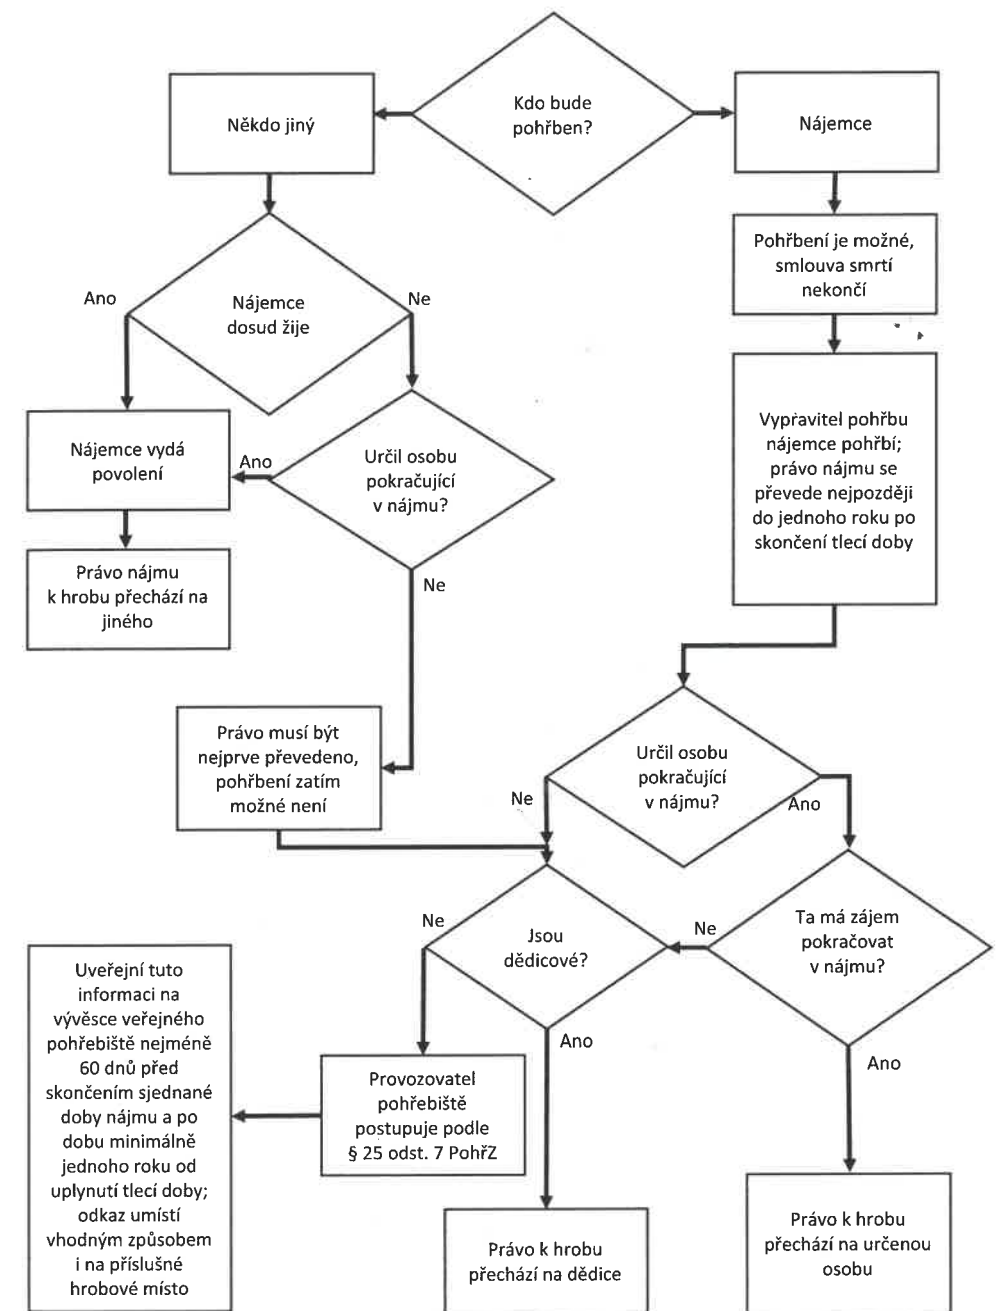 Kdo bude
pohřben?
Někdo jiný
Nájemce
Pohřbení je možné,
smlouva smrtí
nekončí
Ano
Nájemce
dosud žije
Ne
Vypravitel pohřbu
nájemce pohřbí;
právo nájmu se
převede nejpozději
do jednoho roku po
skončení tlecí doby
Nájemce vydá
povolení
Ano
Určil osobu
pokračující
v nájmu?
Právo nájmu
k hrobu přechází na
jiného
Ne
Právo musí být
nejprve převedeno,
pohřbení zatím
možné není
Určil osobu
pokračující
v nájmu?
Ne
Ano
Ne
Jsou
dědicové?
Ne
Ta má zájem
pokračovat
v nájmu?
Uveřejní tuto
informaci na
vývěsce veřejného
pohřebiště nejméně
60 dnů před
skončením sjednané
doby nájmu a po
dobu minimálně
jednoho roku od
uplynutí tlecí doby;
odkaz umístí
vhodným způsobem
i na příslušné
hrobové místo
Ano
Ano
Provozovatel
pohřebiště
postupuje podle
§ 25 odst. 7 PohřZ
Právo k hrobu
přechází na dědice
Právo k hrobu
přechází na určenou
osobu